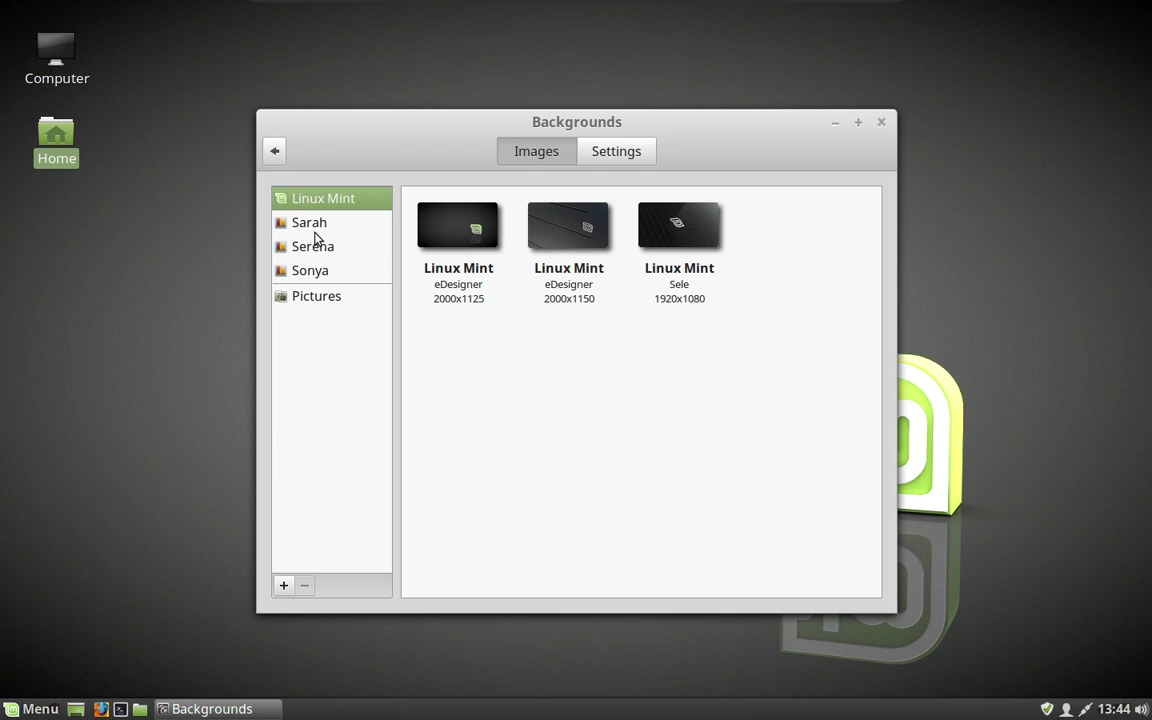 Computer
Home
Backgrounds
Images
Settings
Linux Mint
Sarah
Serena
Sonya
Pictures
Linux Mint
eDesigner
2000x1125
Linux Mint
eDesigner
2000x1150
Linux Mint
Sele
1920x1080
Menu
Backgrounds
13:44